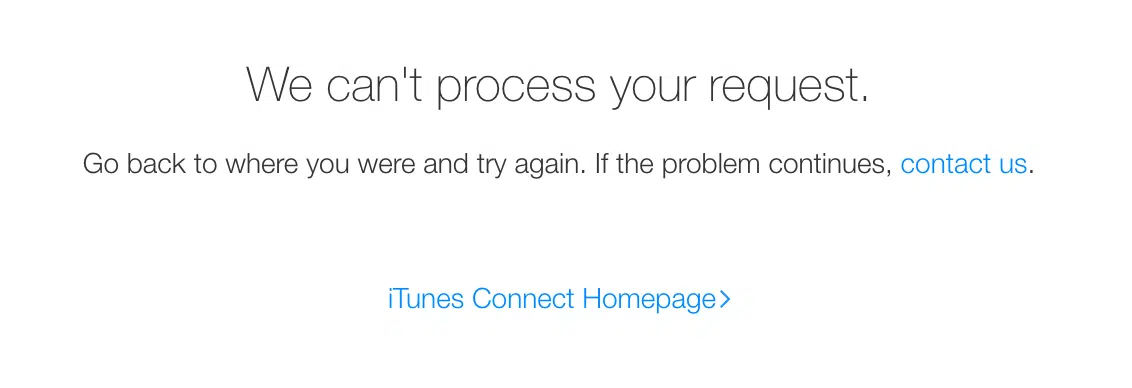 We can't process your request.
Go back to where you were and try again. If the problem continues, contact us.
iTunes Connect Homepage